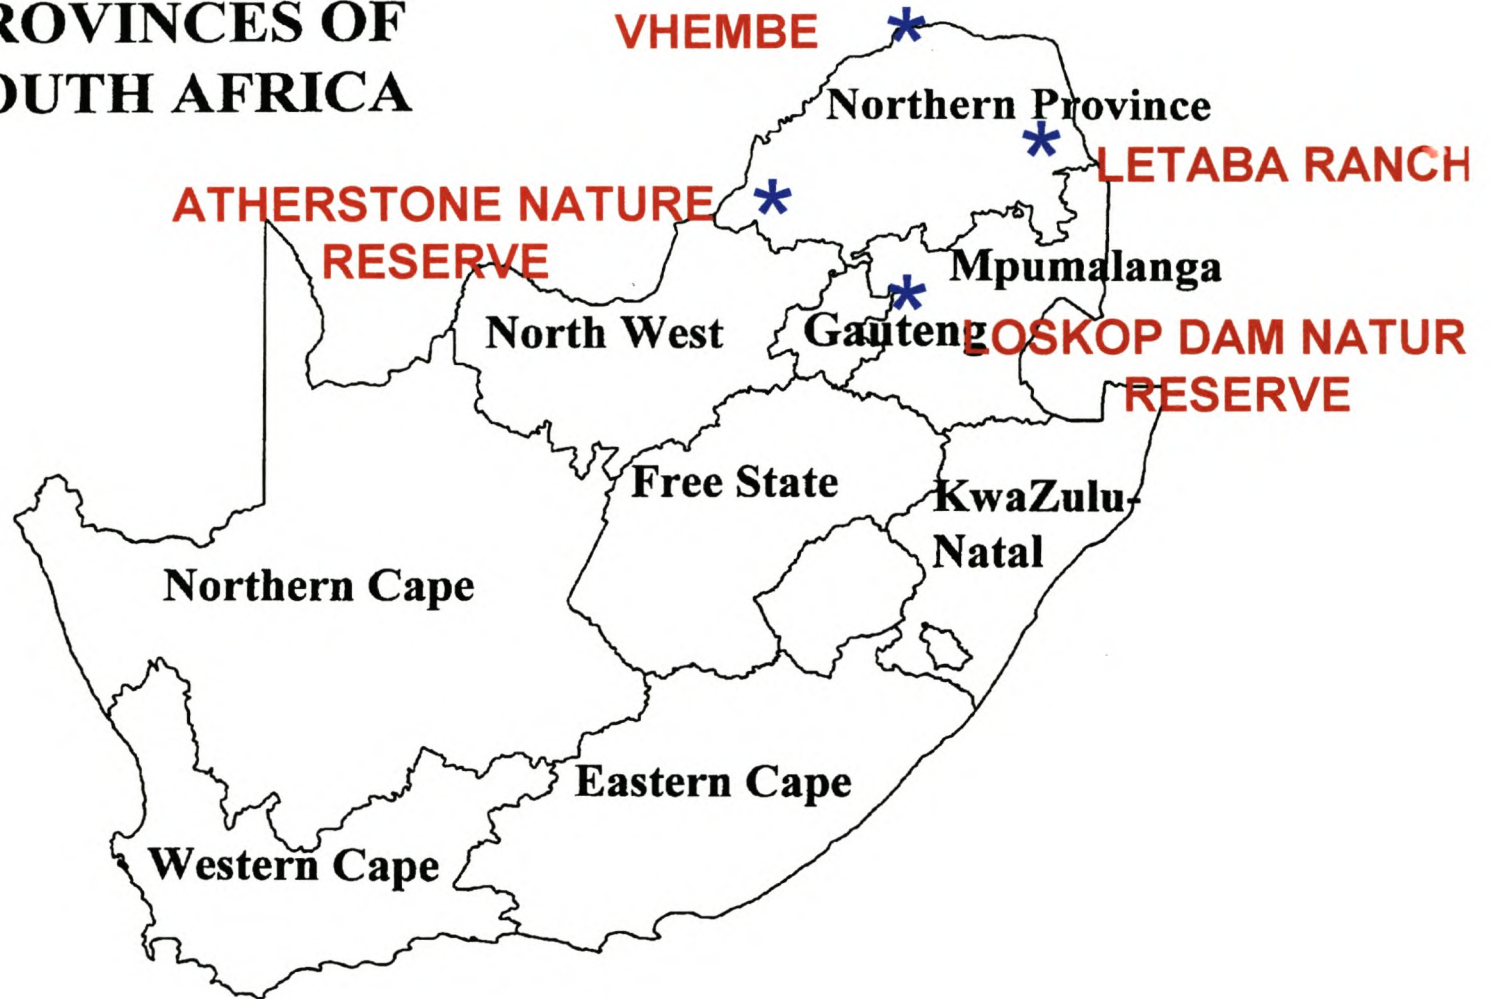 ROVINCES OF
OUTH AFRICA
VHEMBE
Northern Province
LETABA RANCH
ATHERSTONE NATURE
RESERVE
Mpumalanga
North West
Gauteng
LOSKOP DAM NATUR
RESERVE
Free State
KwaZulu-
Natal
Northern Cape
Eastern Cape
Western Cape